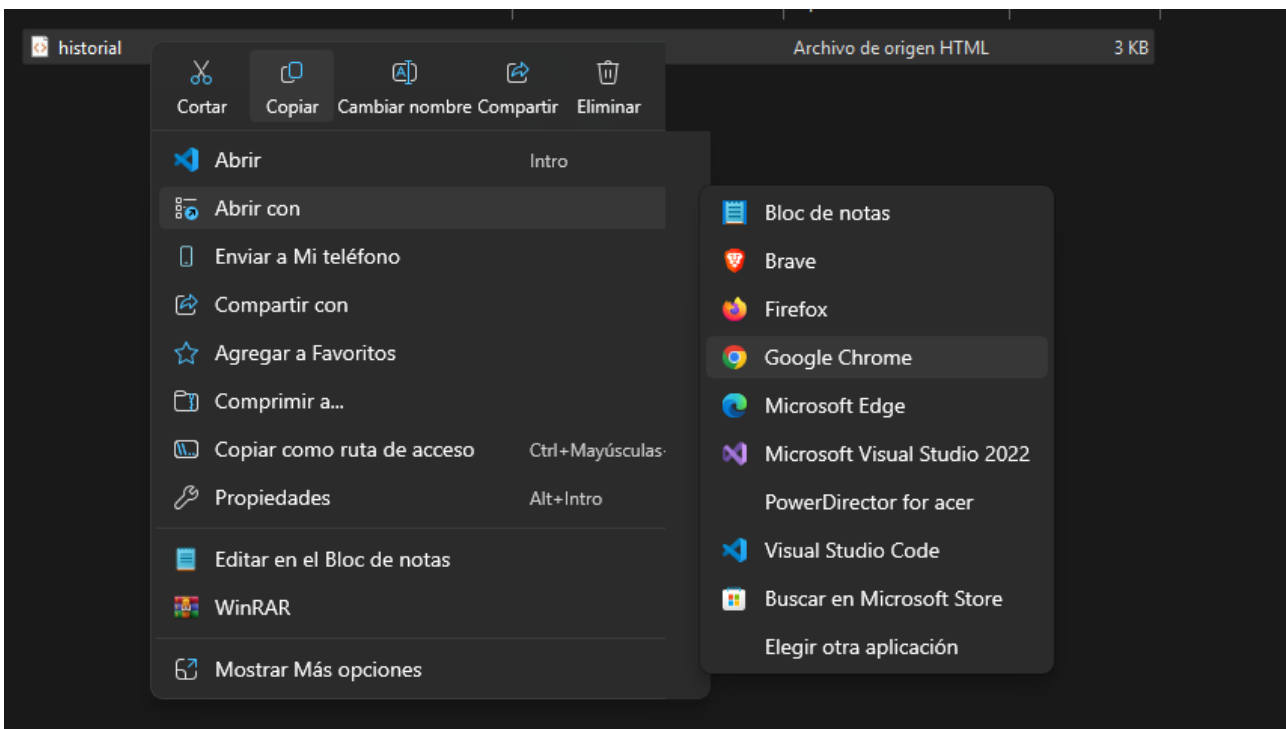 historial Archivo de origen HTML 3 KB
Cortar Copiar Cambiar nombre Compartir Eliminar
Abrir Intro
Abrir con
Enviar a Mi teléfono
Compartir con
Agregar a Favoritos
Comprimir a...
Copiar como ruta de acceso Ctrl+Mayúsculas
Propiedades Alt+Intro
Editar en el Bloc de notas
WinRAR
Mostrar Más opciones
Bloc de notas
Brave
Firefox
Google Chrome
Microsoft Edge
Microsoft Visual Studio 2022
PowerDirector for acer
Visual Studio Code
Buscar en Microsoft Store
Elegir otra aplicación